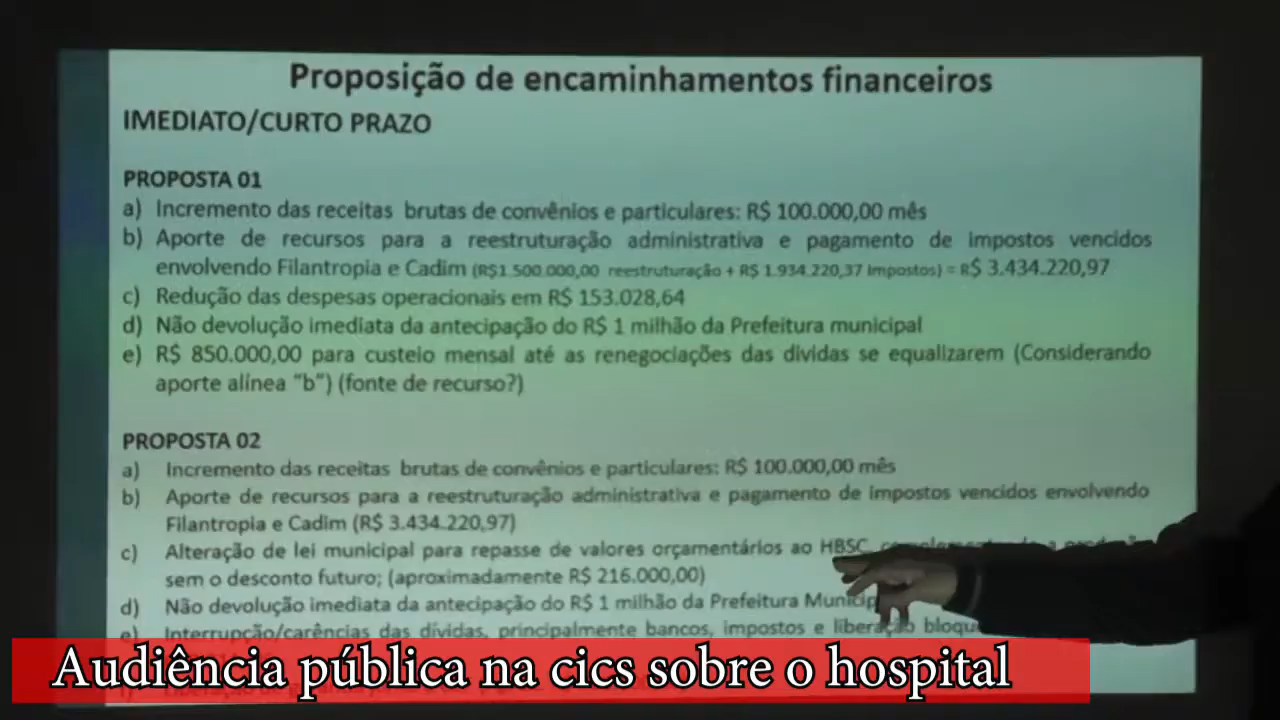 Proposição de encaminhamentos financeiros
IMEDIATO/CURTO PRAZO
PROPOSTA 01
a) Incremento das receitas brutas de convênios e particulares: R$ 100.000,00 mês
b) Aporte de recursos para a reestruturação administrativa e pagamento de impostos vencidos
envolvendo Filantropia e Cadim (R$1.500.000,00 reestruturação + R$ 1.934.220,37 Impostos) = R$ 3.434.220,97
c) Redução das despesas operacionais em R$ 153.028,64
d) Não devolução imediata da antecipação do R$ 1 milhão da Prefeitura municipal
e) R$ 850.000,00 para custeio mensal até as renegociações das dividas se equalizarem (Considerando
aporte alínea "b") (fonte de recurso?)
PROPOSTA 02
a) Incremento das receitas brutas de convênios e particulares: R$ 100.000,00 mês
b) Aporte de recursos para a reestruturação administrativa e pagamento de impostos vencidos envolvendo
Filantropia e Cadim (R$ 3.434.220,97)
c) Alteração de lei municipal para repasse de valores orçamentários ao HBSC, a
sem o desconto futuro; (aproximadamente R$ 216.000,00)
d) Não devolução imediata da antecipação do R$ 1 milhão da Prefeitura
e) Interrupção/carências das dívidas, principalmente bancos, impostos e liberação
Audiência pública na cics sobre o hospital